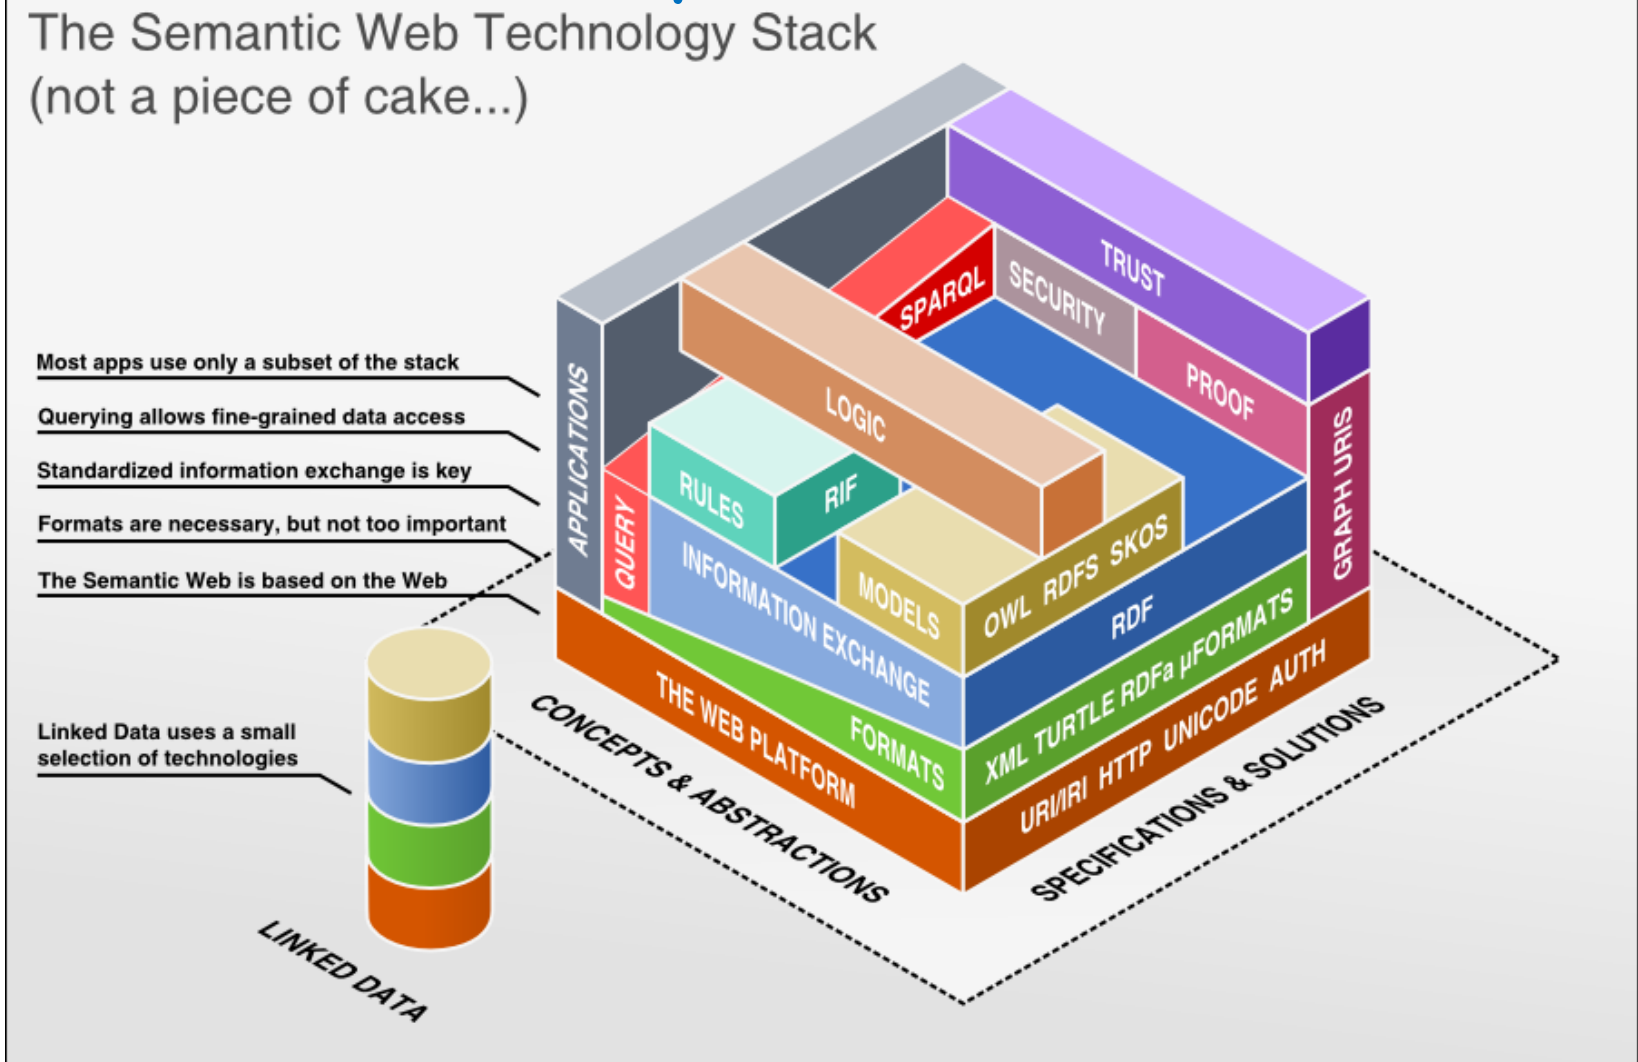 The Semantic Web Technology Stack
(not a piece of cake...)
Most apps use only a subset of the stack
Querying allows fine-grained data access
Standardized information exchange is key
Formats are necessary, but not too important
The Semantic Web is based on the Web
Linked Data uses a small
selection of technologies
LINKED DATA
APPLICATIONS
TRUST
SPARQL
SECURITY
PROOF
LOGIC
GRAPH URIS
QUERY
RULES
RIF
INFORMATION EXCHANGE
MODELS
OWL RDFS SKOS
RDF
FORMATS
XML TURTLE RDFa µFORMATS
THE WEB PLATFORM
URI/IRI HTTP UNICODE AUTH
CONCEPTS & ABSTRACTIONS
SPECIFICATIONS & SOLUTIONS